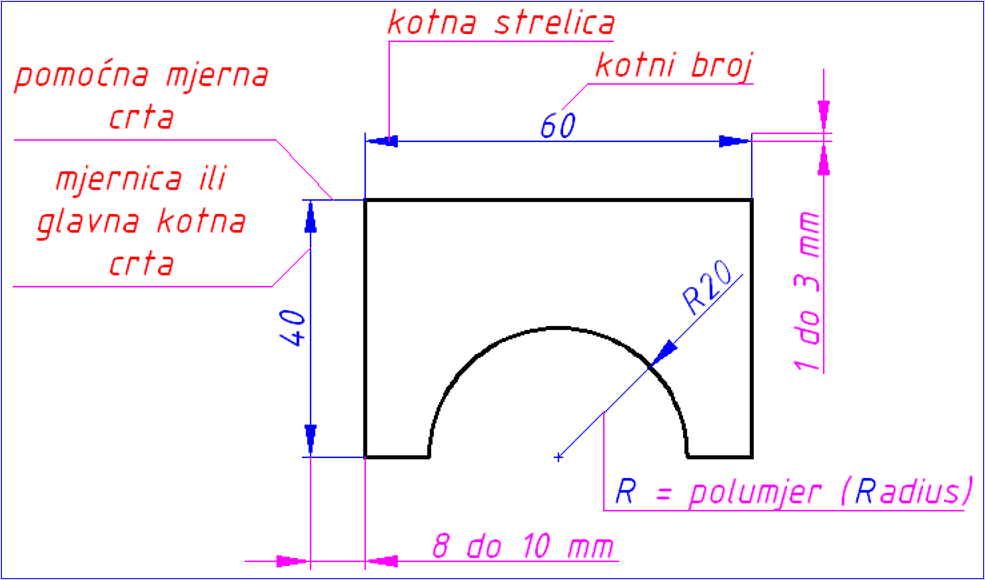 kotna strelica
kotni broj
pomoćna mjerna
crta
60
mjernica ili
glavna kotna
crta
R20
1 do 3 mm
40
R = polumjer (Radius)
8 do 10 mm